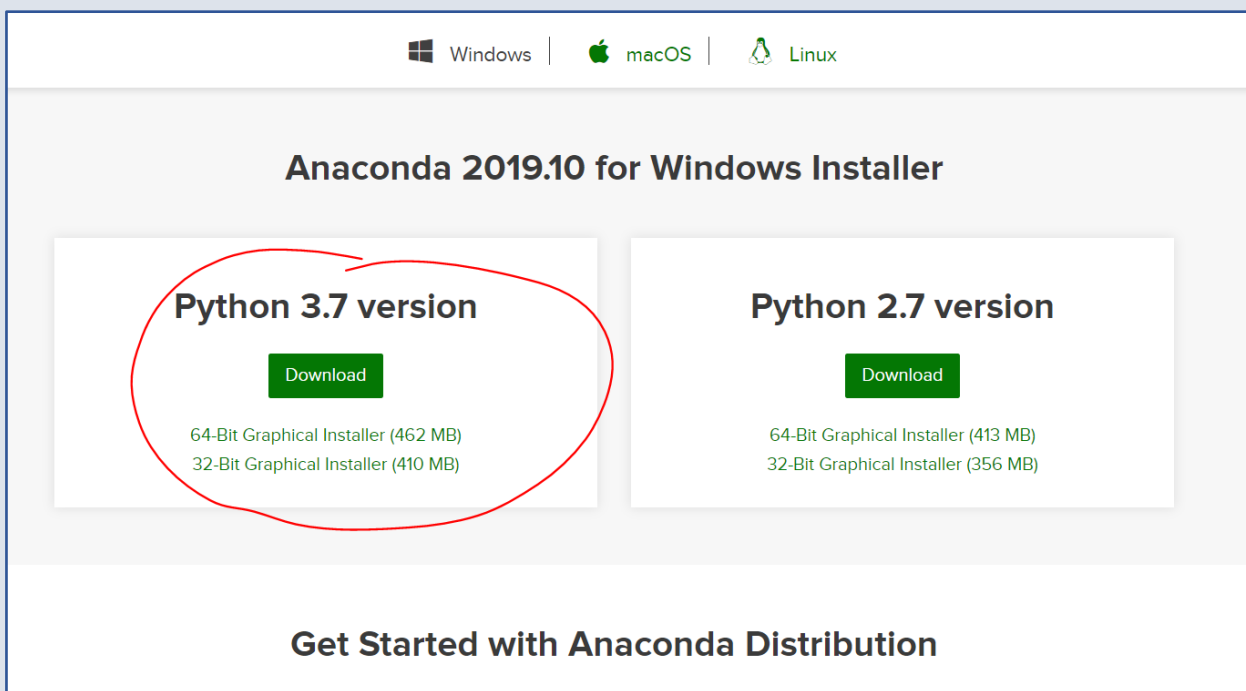 Windows macOS Linux
Anaconda 2019.10 for Windows Installer
Python 3.7 version
Download
64-Bit Graphical Installer (462 MB)
32-Bit Graphical Installer (410 MB)
Python 2.7 version
Download
64-Bit Graphical Installer (413 MB)
32-Bit Graphical Installer (356 MB)
Get Started with Anaconda Distribution